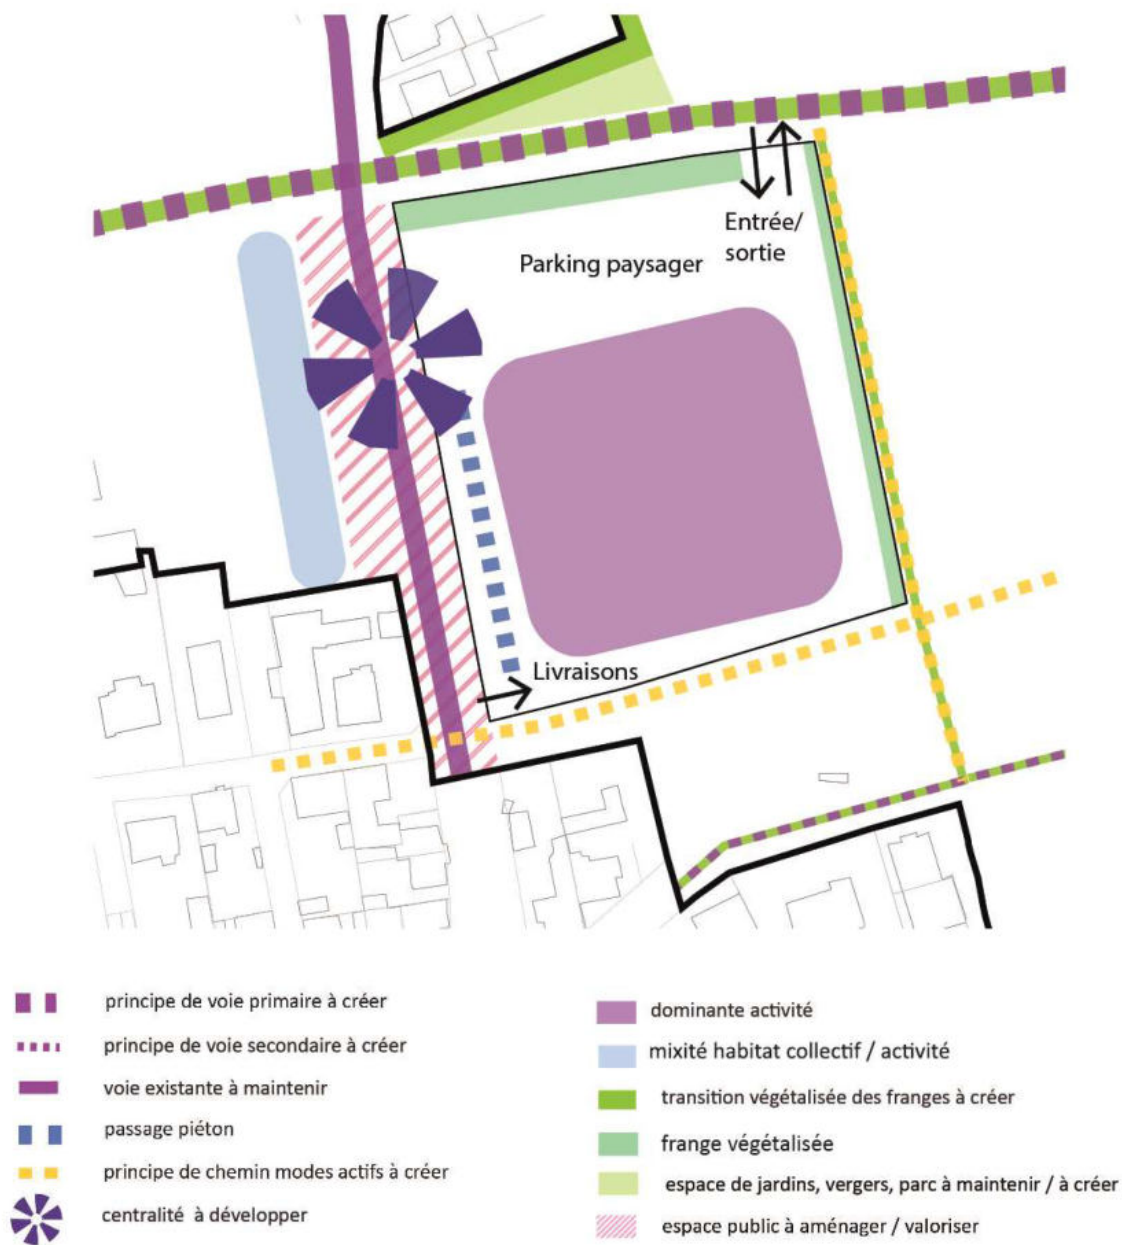 Entrée/
sortie
Parking paysager
Livraisons
principe de voie primaire à créer
principe de voie secondaire à créer
voie existante à maintenir
passage piéton
principe de chemin modes actifs à créer
centralité à développer
dominante activité
mixité habitat collectif / activité
transition végétalisée des franges à créer
frange végétalisée
espace de jardins, vergers, parc à maintenir / à créer
espace public à aménager / valoriser